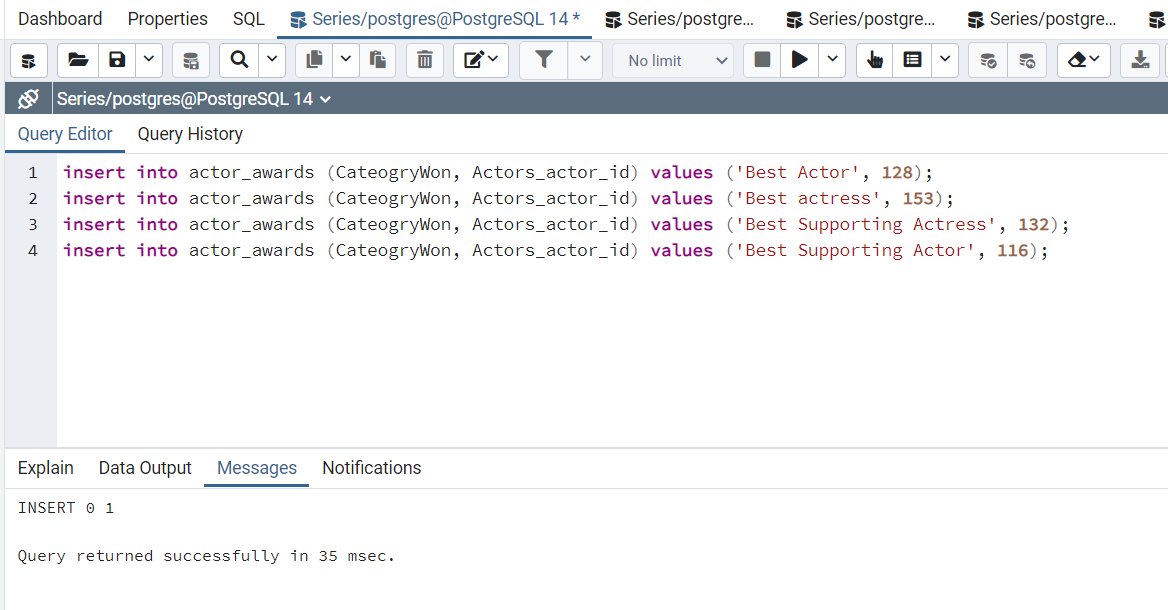 Dashboard Properties SQL Series/postgres@PostgreSQL 14 * Series/postgre... Series/postgre... Series/postgre...
No limit
Series/postgres@PostgreSQL 14
Query Editor Query History
1 insert into actor_awards (CateogryWon, Actors_actor_id) values ('Best Actor', 128);
2 insert into actor_awards (CateogryWon, Actors_actor_id) values ('Best actress', 153);
3 insert into actor_awards (CateogryWon, Actors_actor_id) values ('Best Supporting Actress', 132);
4 insert into actor_awards (CateogryWon, Actors_actor_id) values ('Best Supporting Actor', 116);
Explain Data Output Messages Notifications
INSERT 0 1
Query returned successfully in 35 msec.